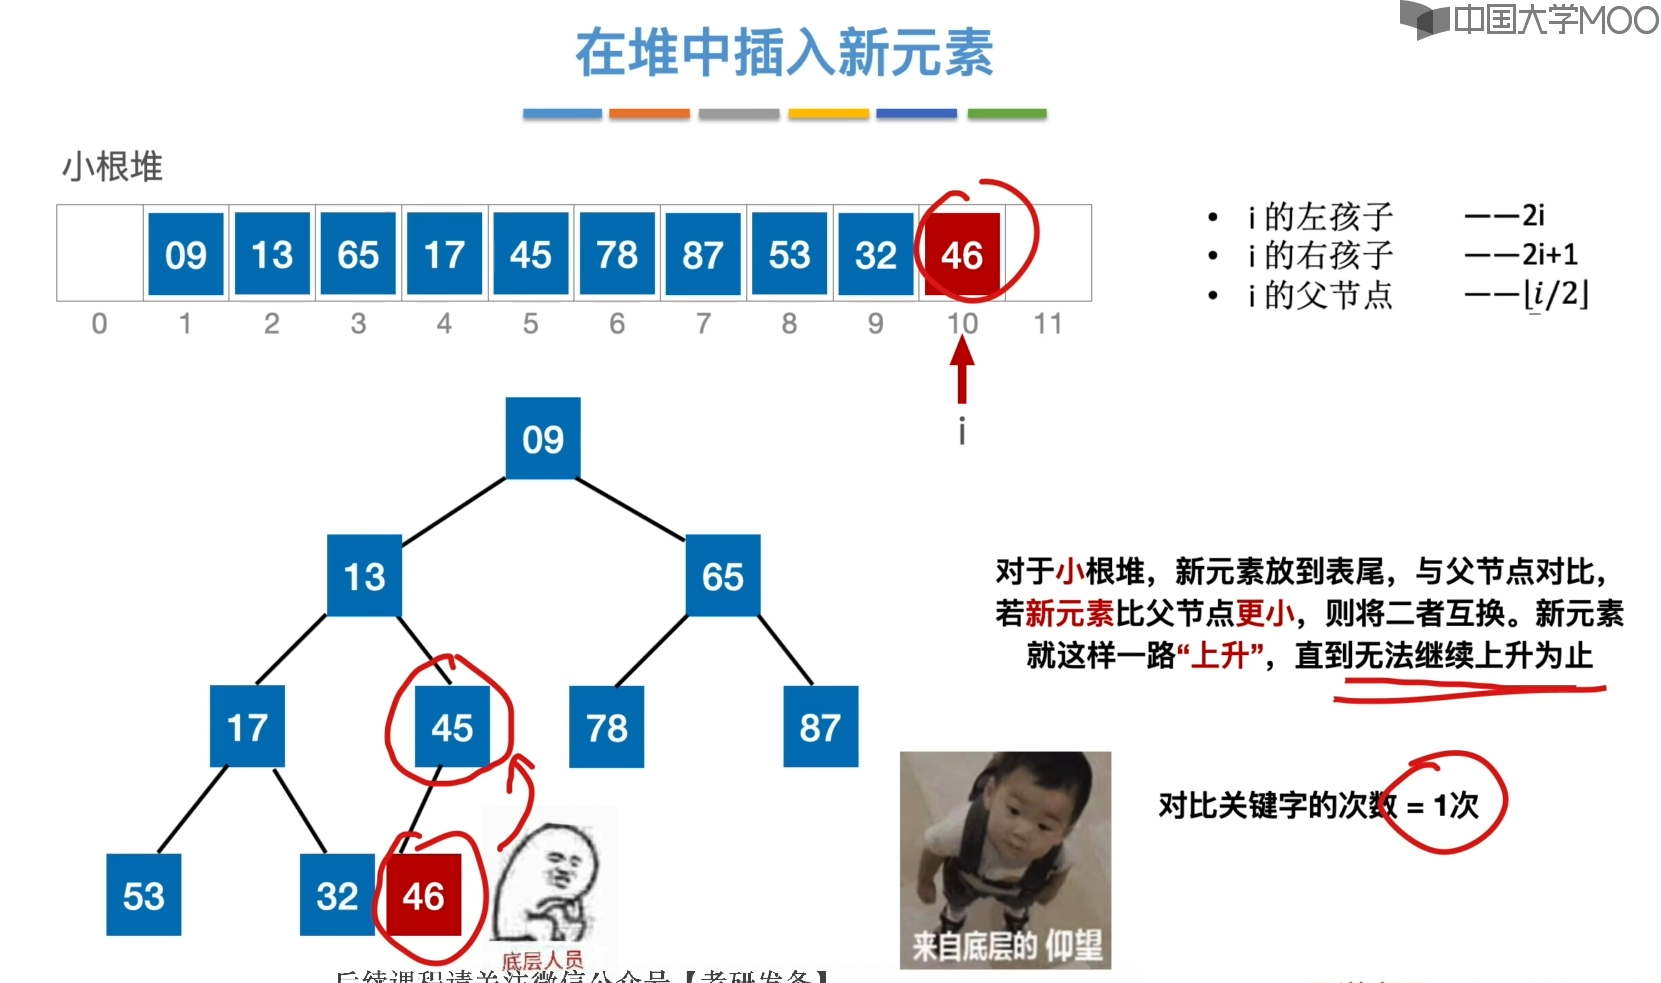 中国大学MOO
在堆中插入新元素
小根堆
09 13 65 17 45 78 87 53 32 46
0 1 2 3 4 5 6 7 8 9 10 11
i
• i 的左孩子 ——2i
• i 的右孩子 ——2i+1
• i 的父节点 ——⌊i/2⌋
09
13 65
17 45 78 87
53 32 46
对于小根堆，新元素放到表尾，与父节点对比，
若新元素比父节点更小，则将二者互换。新元素
就这样一路“上升”，直到无法继续上升为止
对比关键字的次数 = 1次
底层人员
来自底层的 仰望
后续课程请关注微信公众号【考研发条】